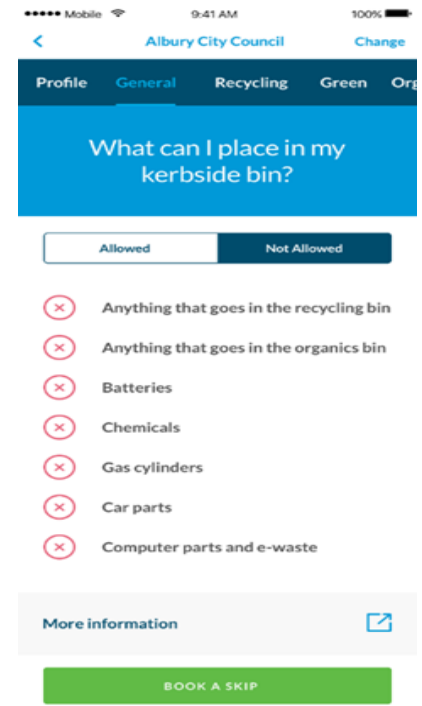 Mobile 9:41 AM 100%
Albury City Council Change
Profile General Recycling Green Org
What can I place in my
kerbside bin?
Allowed Not Allowed
Anything that goes in the recycling bin
Anything that goes in the organics bin
Batteries
Chemicals
Gas cylinders
Car parts
Computer parts and e-waste
More information
BOOK A SKIP